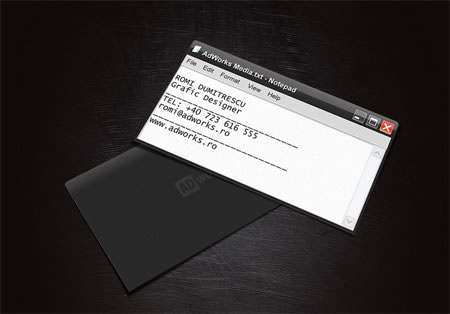 AdWorks Media.txt - Notepad
File Edit Format View Help
ROMI DUMITRESCU
Grafic Designer
TEL: +40 723 616 555
romi@adworks.ro
www.adworks.ro
ADWorks